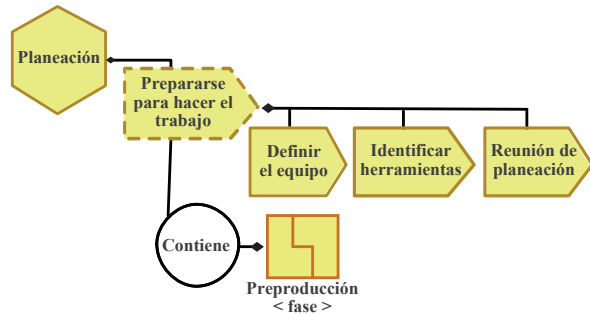 Planeación
Prepararse
para hacer el
trabajo
Definir
el equipo
Identificar
herramientas
Reunión de
planeación
Contiene
Preproducción
< fase >